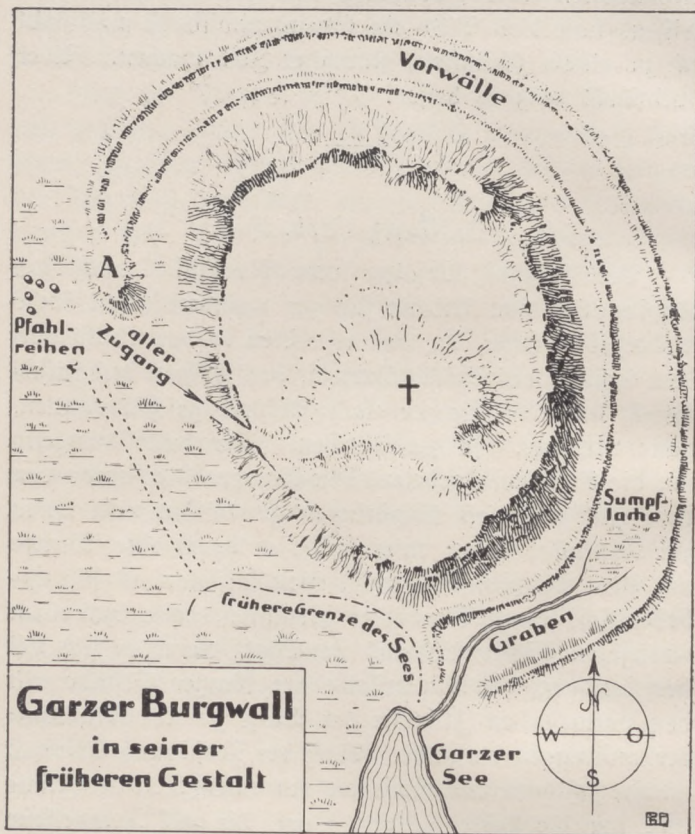 Vorwälle
A
Pfahl-
reihen
alter
Zugang
Sumpf-
lache
frühere Grenze des Sees
Graben
Garzer Burgwall
in seiner
früheren Gestalt
Garzer
See
N
W O
S